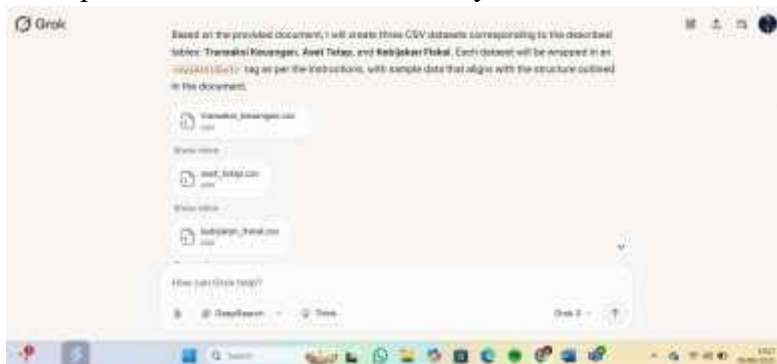 Grok
Based on the provided document, I will create three CSV datasets corresponding to the described
tables: Transaksi Keuangan, Aset Tetap, and Kebijakan Fiskal. Each dataset will be wrapped in an
tag as per the instructions, with sample data that aligns with the structure outlined
in the document.
transaksi_keuangan.csv
Show inline
aset_tetap.csv
Show inline
kebijakan_fiskal.csv
How can Grok help?
DeepSearch
Think
Grok 3
Search